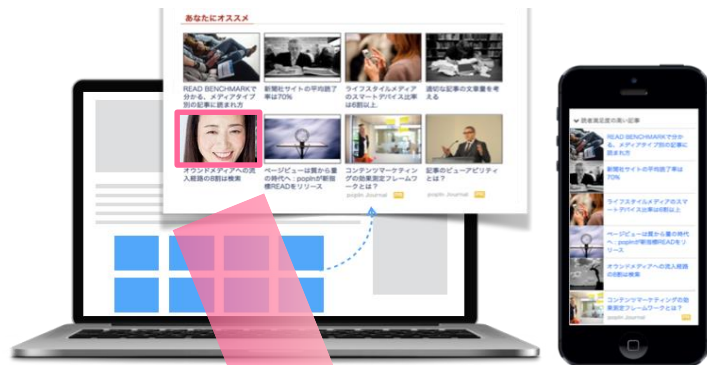 あなたにオススメ
READ BENCHMARKで
分かる、メディアタイプ
別の記事に読まれ方
新聞社サイトの平均読了
率は70%
ライフスタイルメディア
のスマートデバイス比率
は6割以上
適切な記事の文章量を考
える
オウンドメディアへの流
入経路の8割は検索
ページビューは質から量
の時代へ：popInが新指
標READをリリース
コンテンツマーケティン
グの効果測定フレームワ
ークとは？
popIn Journal PR
記事のビューアビリティ
とは？
popIn Journal PR
読者満足度の高い記事
READ BENCHMARKで分か
る、メディアタイプ別の記事に
読まれ方
新聞社サイトの平均読了率は
70%
ライフスタイルメディアのスマ
ートデバイス比率は6割以上
ページビューは質から量の時代
へ：popInが新指標READをリ
リース
オウンドメディアへの流入経路
の8割は検索
コンテンツマーケティングの効
果測定フレームワークとは？
popIn Journal